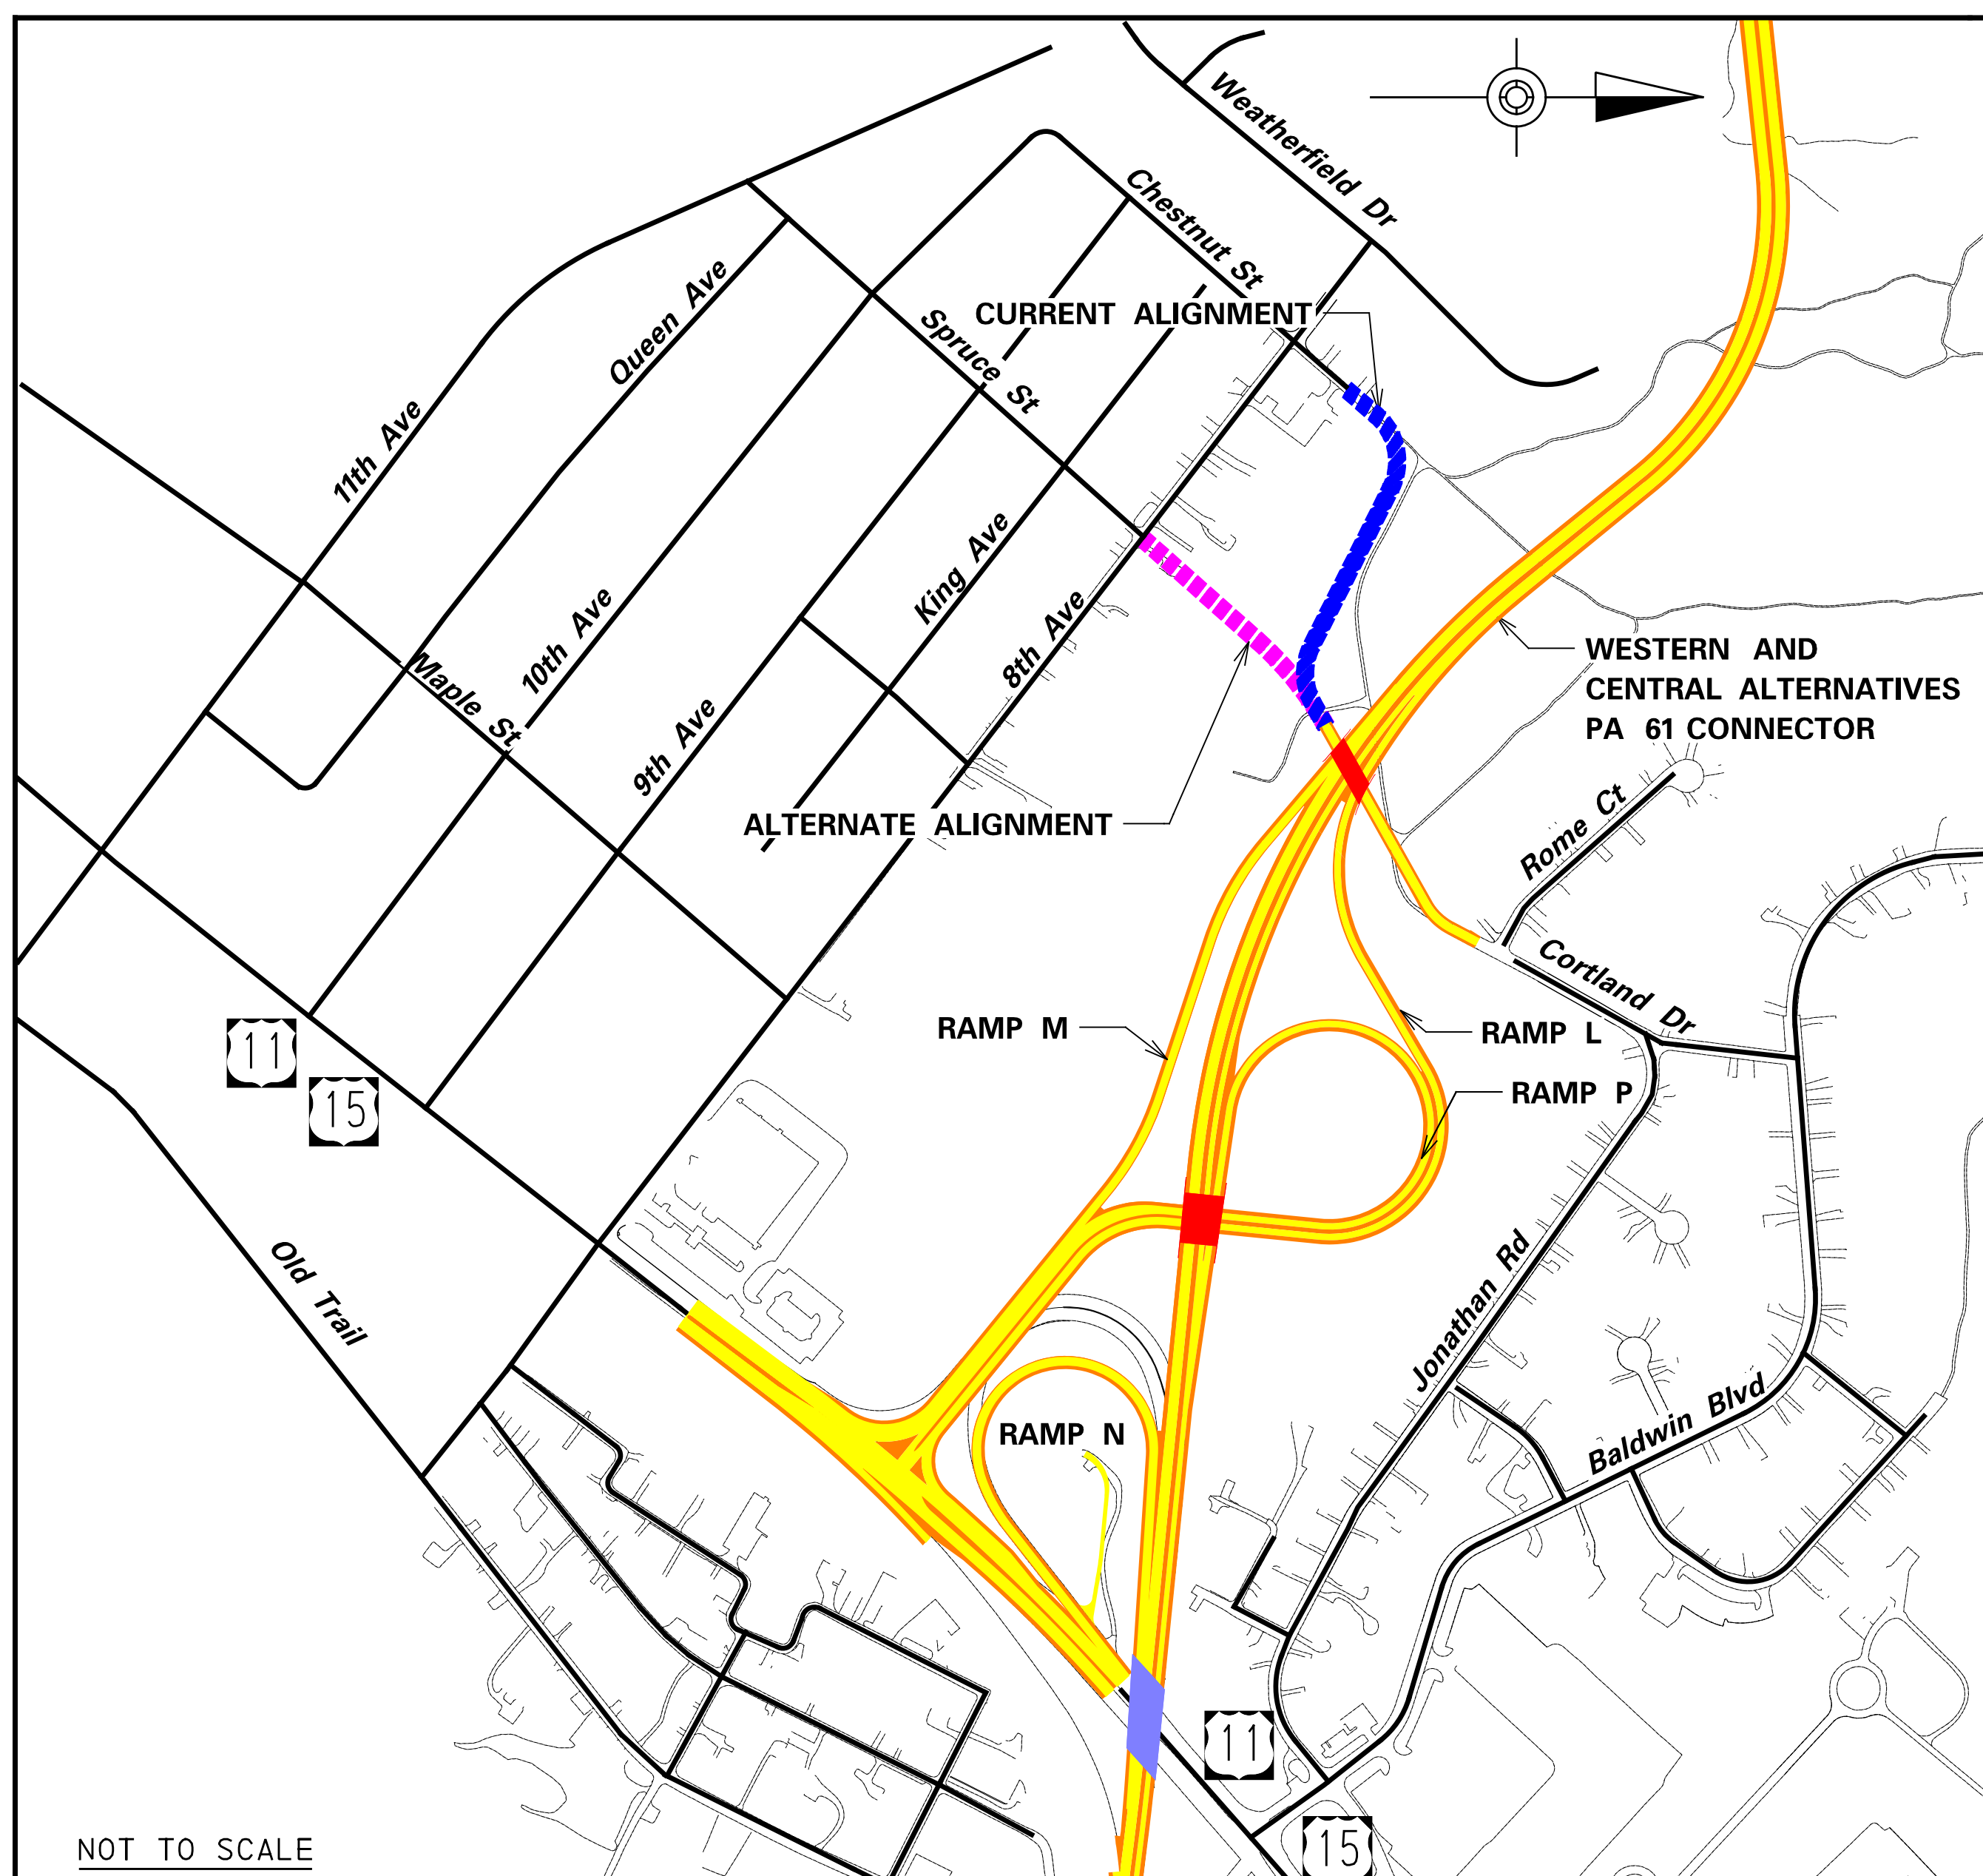 Weatherfield Dr
Chestnut St
CURRENT ALIGNMENT
Queen Ave
Spruce St
11th Ave
King Ave
10th Ave
8th Ave
Maple St
9th Ave
WESTERN AND
CENTRAL ALTERNATIVES
PA 61 CONNECTOR
ALTERNATE ALIGNMENT
Rome Ct
Cortland Dr
RAMP M
RAMP L
RAMP P
11
15
Old Trail
Jonathan Rd
Baldwin Blvd
RAMP N
11
15
NOT TO SCALE